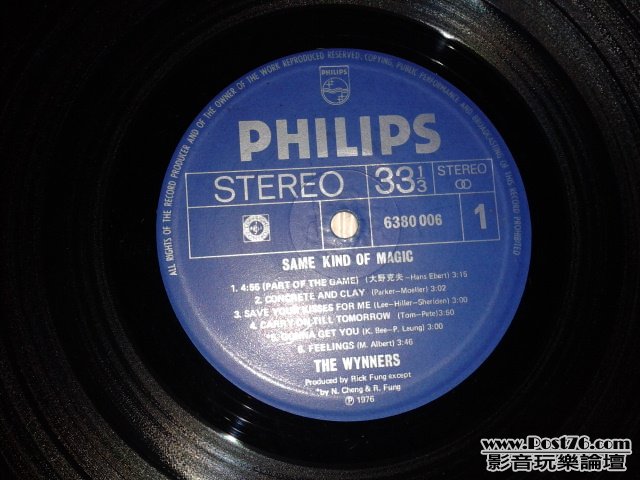 ALL RIGHTS OF THE RECORD PRODUCER AND OF THE OWNER OF THE WORK REPRODUCED RESERVED. COPYING, PUBLIC PERFORMANCE AND BROADCASTING OF THIS RECORD PROHIBITED
PHILIPS
PHILIPS
STEREO 33 1/3 STEREO
6380 006 1
SAME KIND OF MAGIC
1. 4:55 (PART OF THE GAME) (大野克夫-Hans Ebert) 3:15
2. CONCRETE AND CLAY (Parker-Moeller) 3:02
3. SAVE YOUR KISSES FOR ME (Lee-Hiller-Sheriden) 3:00
4. CARRY ON TILL TOMORROW (Tom-Pete) 3:50
*5. GONNA GET YOU (K. Bee-P. Leung) 3:00
6. FEELINGS (M. Albert) 3:46
THE WYNNERS
Produced by Rick Fung except
*by N. Cheng & R. Fung
Ⓟ 1976
www.Post76.com
影音玩樂論壇